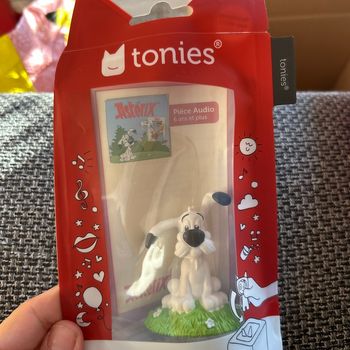 tonies®
tonies®
Astérix
Pièce Audio
6 ans et plus